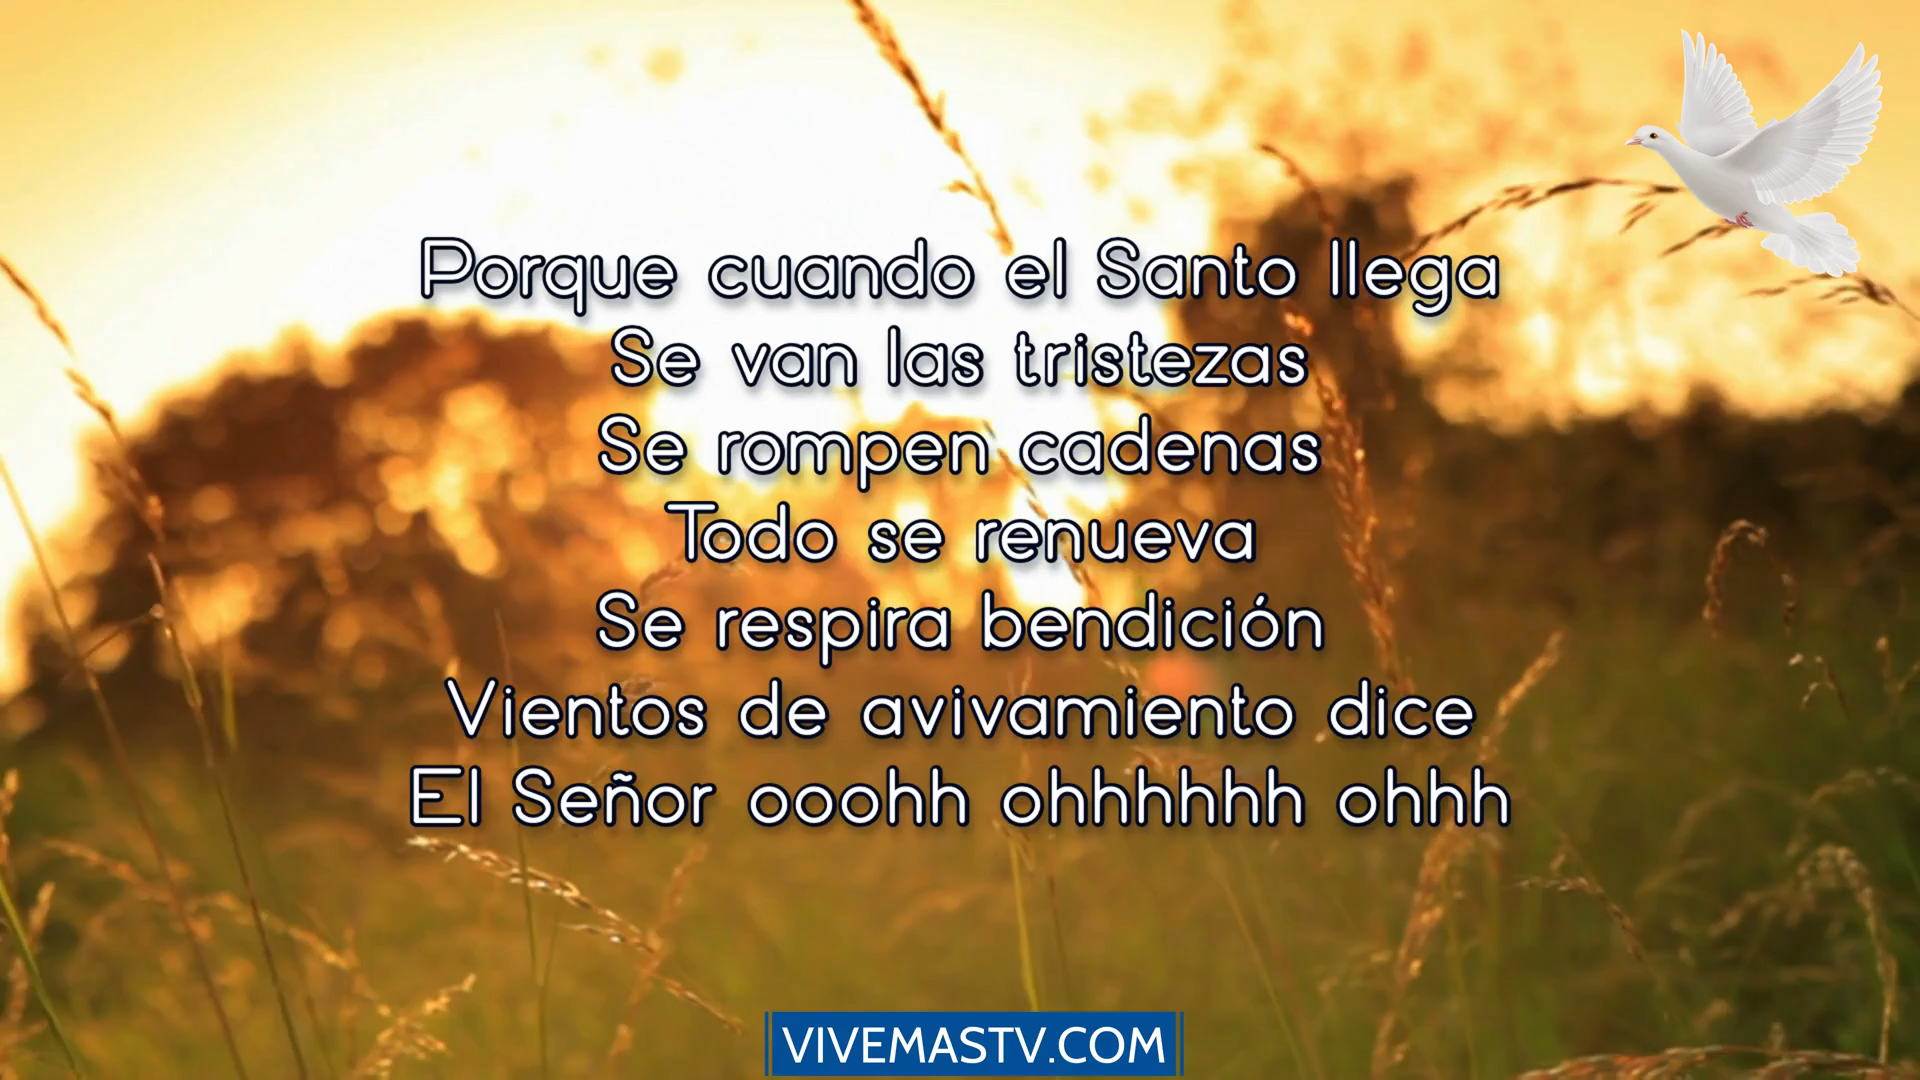 Porque cuando el Santo llega
Se van las tristezas
Se rompen cadenas
Todo se renueva
Se respira bendición
Vientos de avivamiento dice
El Señor ooohh ohhhhhh ohhh
VIVEMASTV.COM